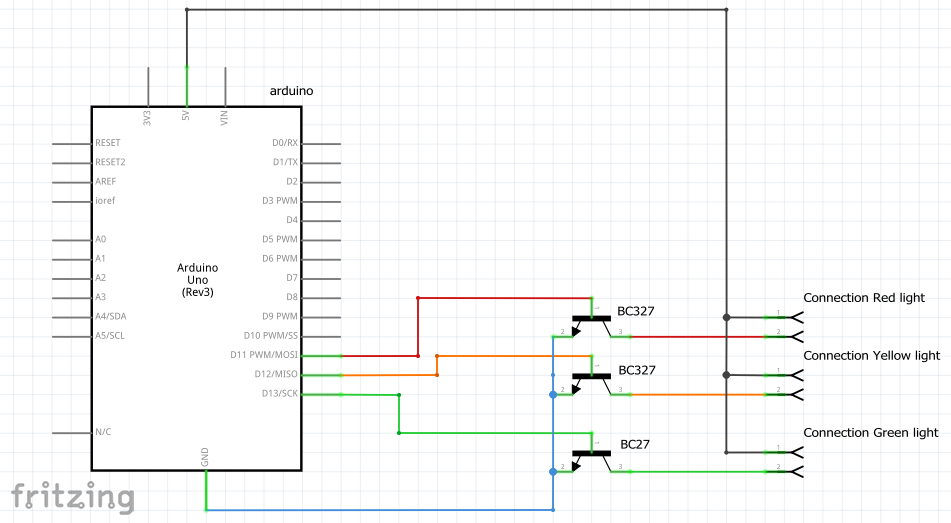 arduino
3V3
5V
VIN
RESET
RESET2
AREF
ioref
A0
A1
A2
A3
A4/SDA
A5/SCL
N/C
D0/RX
D1/TX
D2
D3 PWM
D4
D5 PWM
D6 PWM
D7
D8
D9 PWM
D10 PWM/SS
D11 PWM/MOSI
D12/MISO
D13/SCK
Arduino
Uno
(Rev3)
GND
BC327
1
2
3
BC327
1
2
3
BC27
1
2
3
Connection Red light
1
2
Connection Yellow light
1
2
Connection Green light
1
2
fritzing